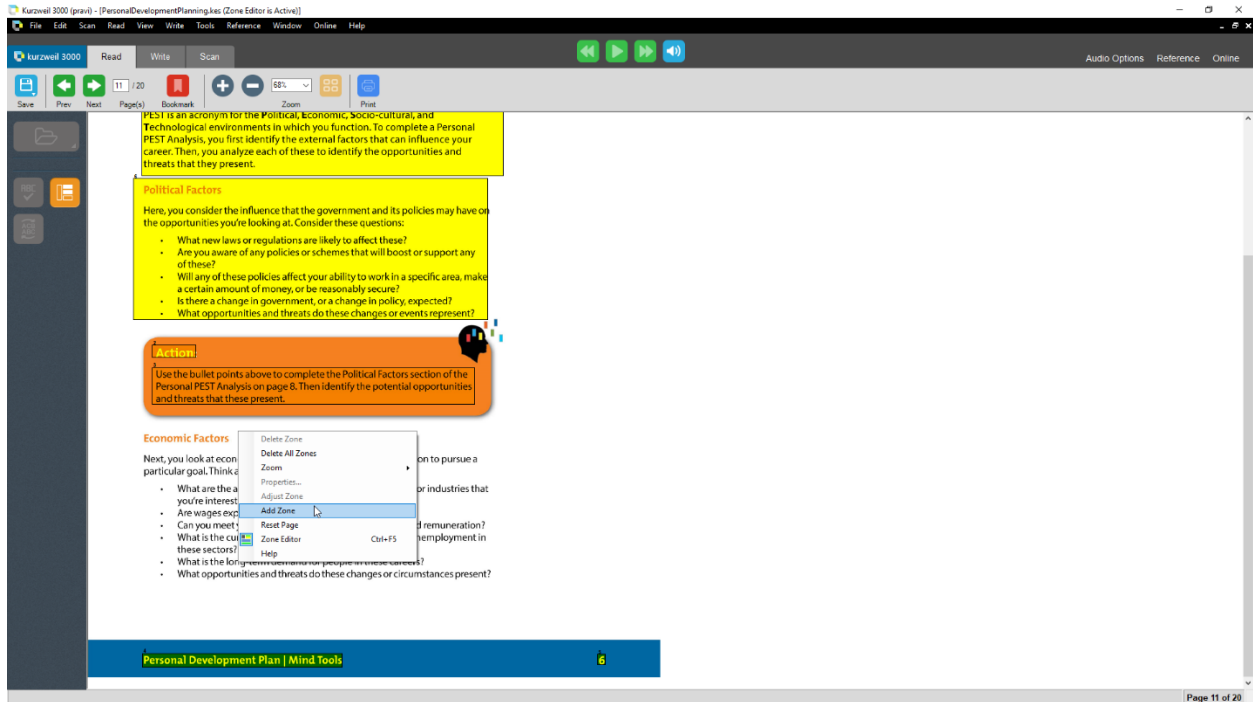 Kurzweil 3000 (pravi) - [PersonalDevelopmentPlanning.kes (Zone Editor is Active)]
File Edit Scan Read View Write Tools Reference Window Online Help
kurzweil 3000 Read Write Scan Audio Options Reference Online
11 / 20 68%
Save Prev Next Page(s) Bookmark Zoom Print
PEST is an acronym for the Political, Economic, Socio-cultural, and
Technological environments in which you function. To complete a Personal
PEST Analysis, you first identify the external factors that can influence your
career. Then, you analyze each of these to identify the opportunities and
threats that they present.
Political Factors
Here, you consider the influence that the government and its policies may have on
the opportunities you're looking at. Consider these questions:
• What new laws or regulations are likely to affect these?
• Are you aware of any policies or schemes that will boost or support any
of these?
• Will any of these policies affect your ability to work in a specific area, make
a certain amount of money, or be reasonably secure?
• Is there a change in government, or a change in policy, expected?
• What opportunities and threats do these changes or events represent?
Action:
Use the bullet points above to complete the Political Factors section of the
Personal PEST Analysis on page 8. Then identify the potential opportunities
and threats that these present.
Economic Factors
Next, you look at econ on to pursue a
particular goal. Think a
• What are the a or industries that
you're interest
• Are wages exp
• Can you meet d remuneration?
• What is the cu nemployment in
these sectors?
• What is the long-term demand for people in these careers?
• What opportunities and threats do these changes or circumstances present?
Delete Zone
Delete All Zones
Zoom
Properties...
Adjust Zone
Add Zone
Reset Page
Zone Editor Ctrl+F5
Help
Personal Development Plan | Mind Tools 6
Page 11 of 20